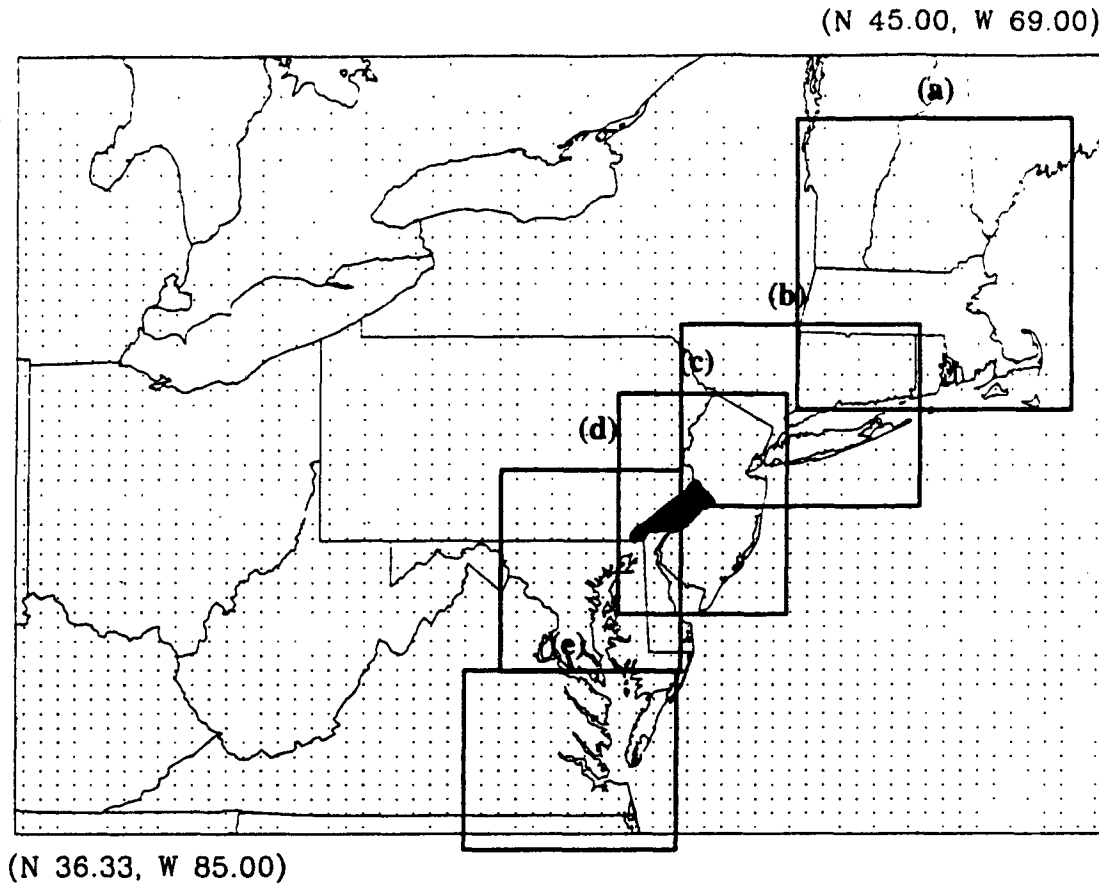 (N 45.00, W 69.00)
(a)
(b)
(c)
(d)
(e)
(N 36.33, W 85.00)